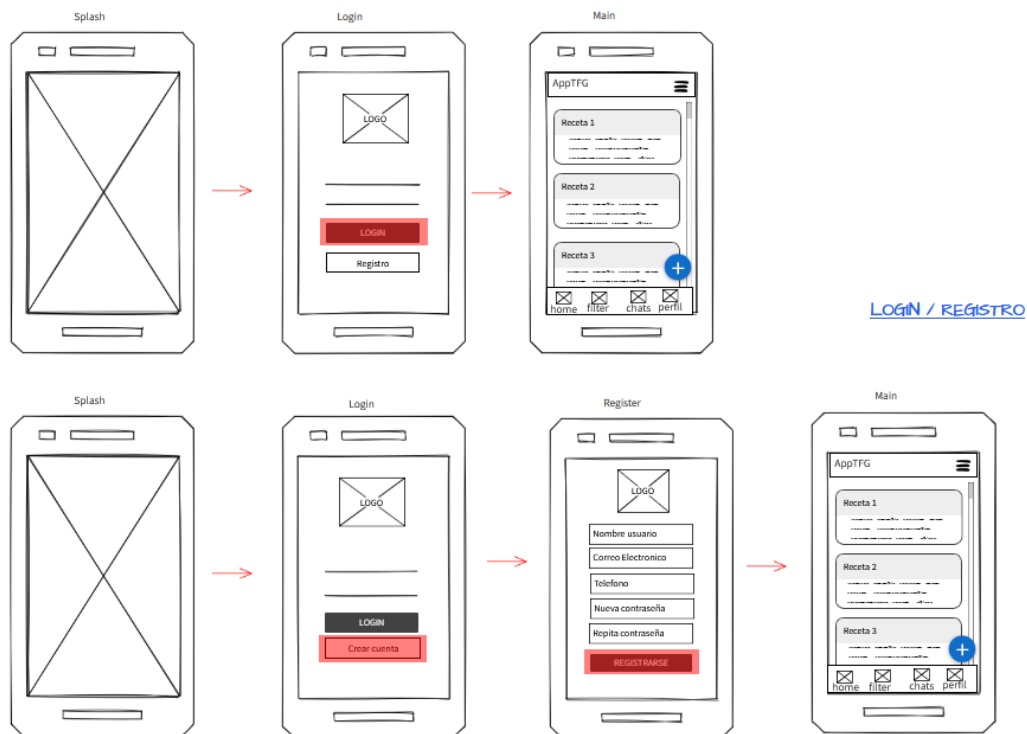 Splash
Login
Main
LOGO
LOGIN
Registro
AppTFG
Receta 1
Receta 2
Receta 3
+
home filter chats perfil
LOGIN / REGISTRO
Splash
Login
Register
Main
LOGO
LOGIN
Crear cuenta
LOGO
Nombre usuario
Correo Electronico
Telefono
Nueva contraseña
Repita contraseña
REGISTRARSE
AppTFG
Receta 1
Receta 2
Receta 3
+
home filter chats perfil